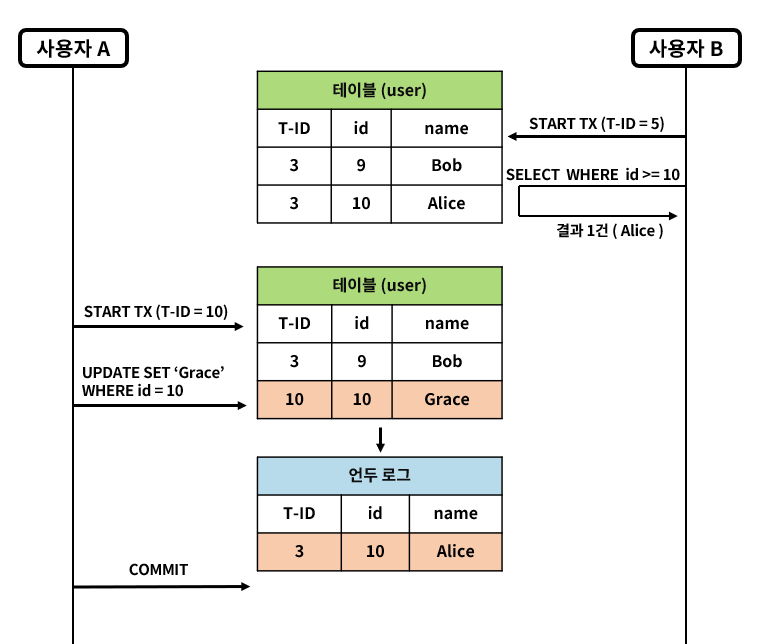 사용자 A
사용자 B
테이블 (user)
T-ID id name
3 9 Bob
3 10 Alice
START TX (T-ID = 5)
SELECT WHERE id >= 10
결과 1건 ( Alice )
START TX (T-ID = 10)
UPDATE SET ‘Grace’
WHERE id = 10
테이블 (user)
T-ID id name
3 9 Bob
10 10 Grace
언두 로그
T-ID id name
3 10 Alice
COMMIT